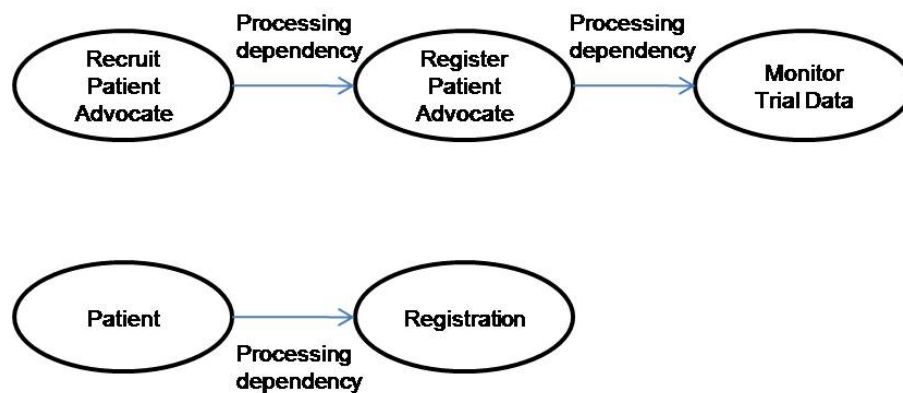 Processing
dependency
Processing
dependency
Recruit
Patient
Advocate
Register
Patient
Advocate
Monitor
Trial Data
Patient
Registration
Processing
dependency